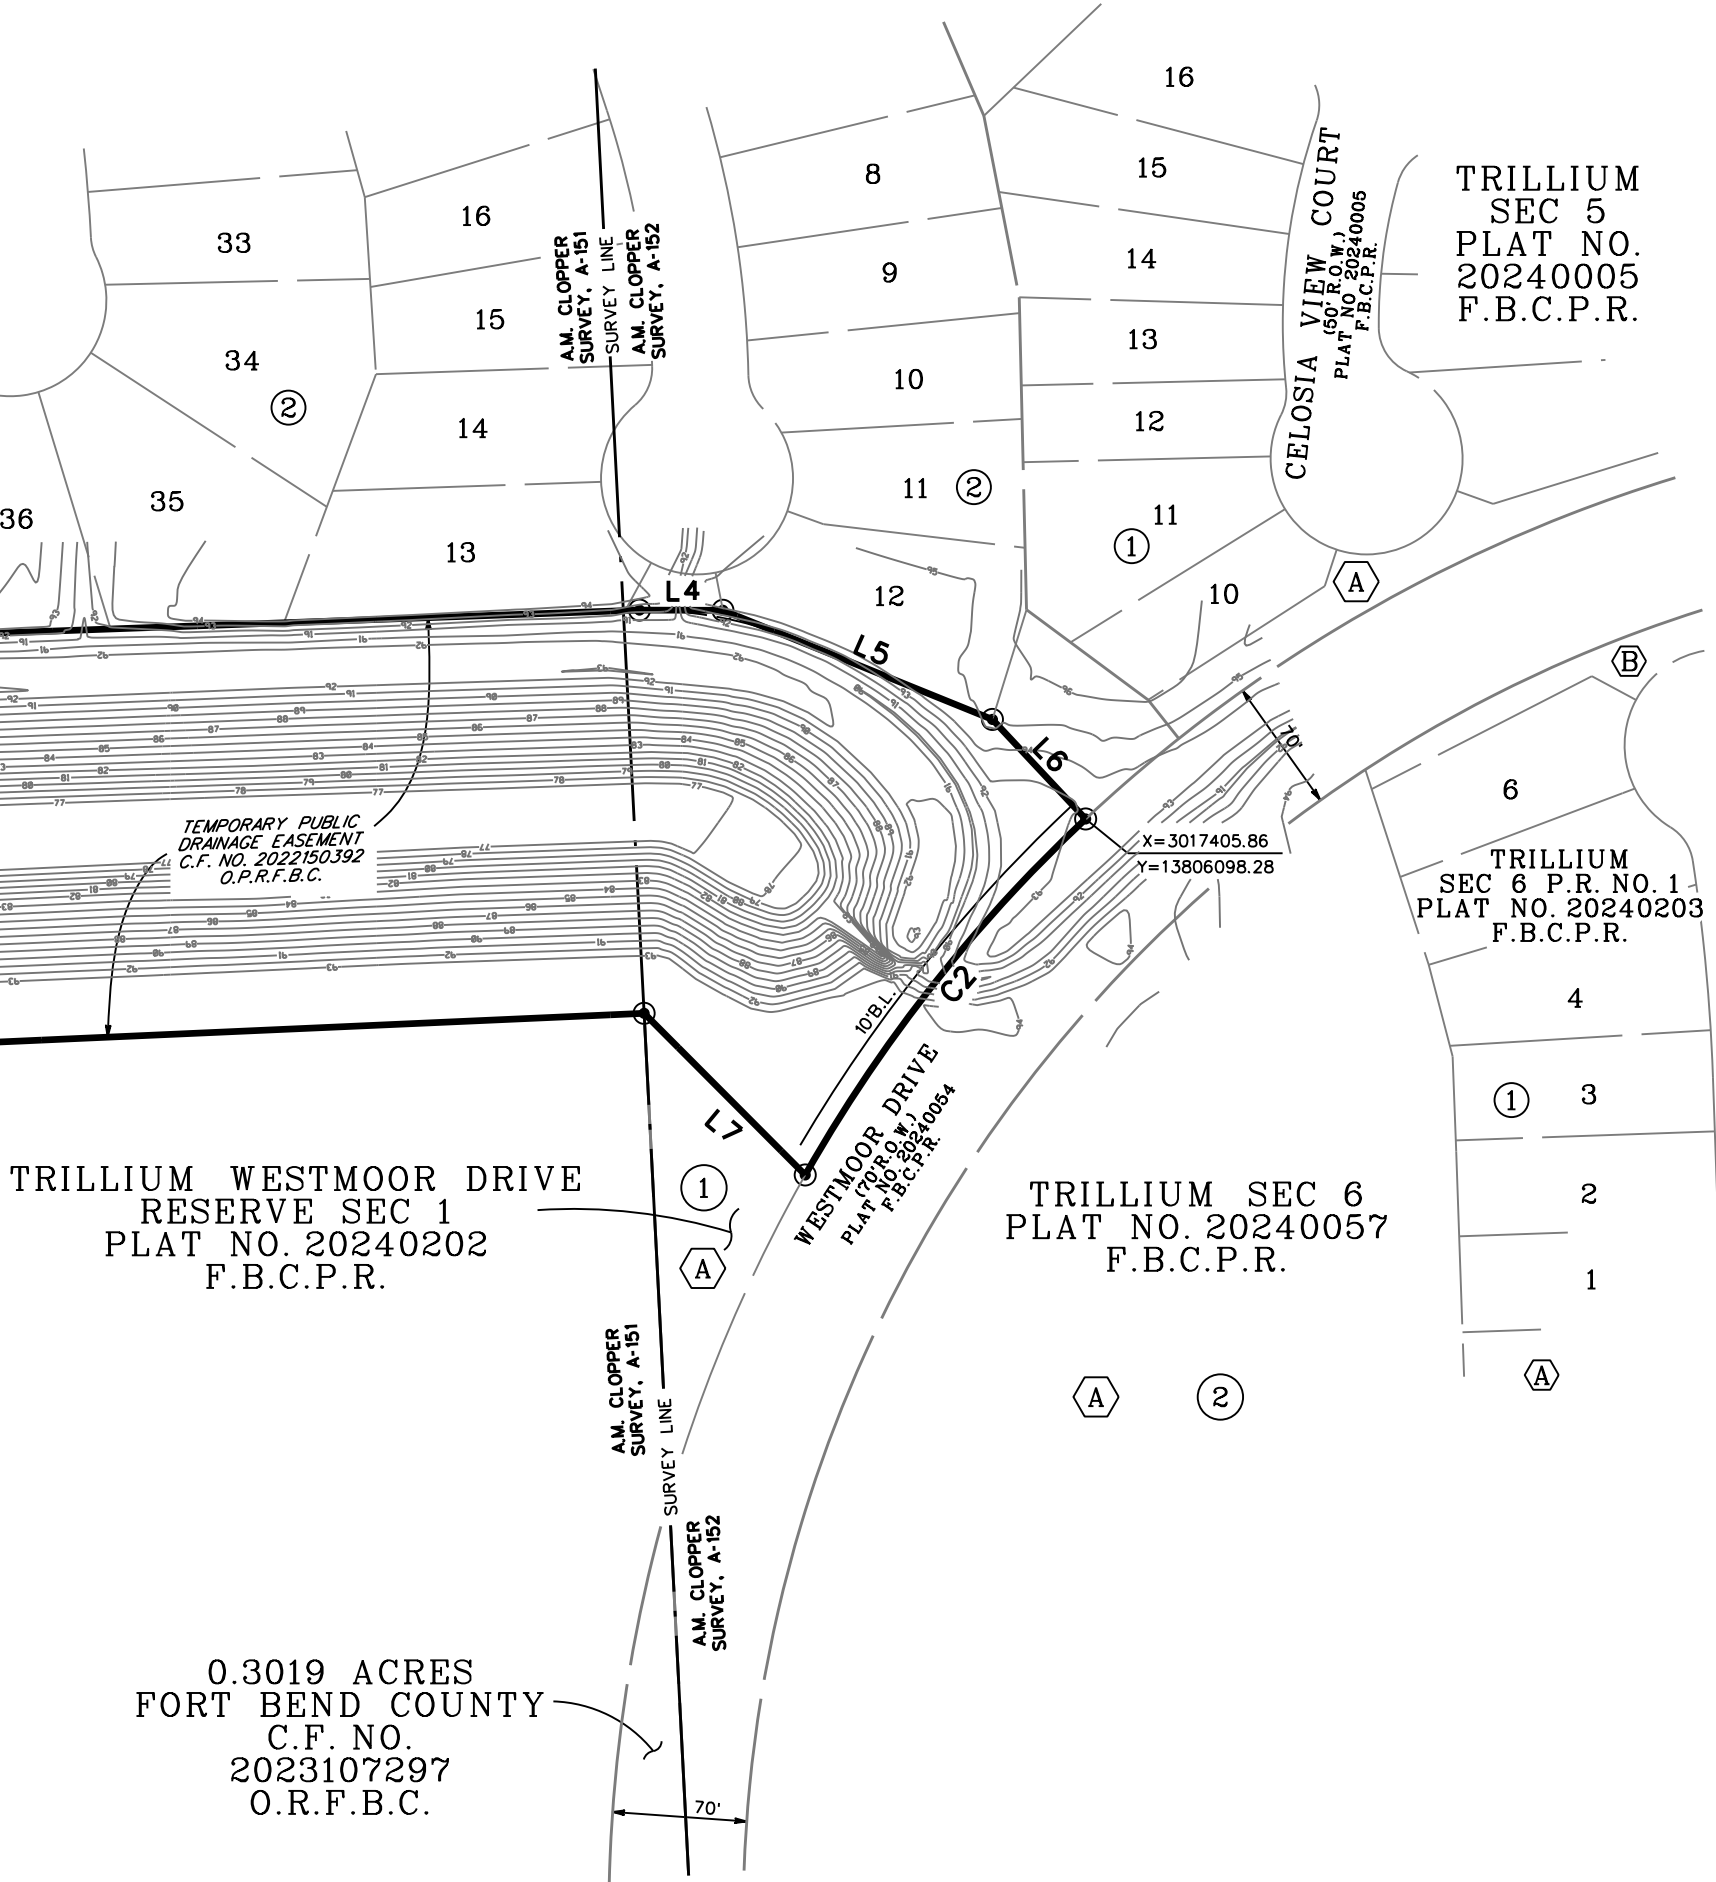 TRILLIUM
SEC 5
PLAT NO.
20240005
F.B.C.P.R.
CELOSIA VIEW COURT
(50' R.O.W.)
PLAT NO 20240005
F.B.C.P.R.
A.M. CLOPPER
SURVEY, A-151
SURVEY LINE
A.M. CLOPPER
SURVEY, A-152
33
34
2
35
36
16
15
14
13
8
9
10
11
2
12
16
15
14
13
12
11
1
10
A
B
L4
L5
L6
70'
X=3017405.86
Y=13806098.28
TEMPORARY PUBLIC
DRAINAGE EASEMENT
C.F. NO. 2022150392
O.P.R.F.B.C.
6
TRILLIUM
SEC 6 P.R. NO. 1
PLAT NO. 20240203
F.B.C.P.R.
4
3
1
2
1
A
C2
10'B.L.
L7
WESTMOOR DRIVE
(70'R.O.W.)
PLAT NO. 20240054
F.B.C.P.R.
TRILLIUM WESTMOOR DRIVE
RESERVE SEC 1
PLAT NO. 20240202
F.B.C.P.R.
1
A
TRILLIUM SEC 6
PLAT NO. 20240057
F.B.C.P.R.
A
2
A.M. CLOPPER
SURVEY, A-151
SURVEY LINE
A.M. CLOPPER
SURVEY, A-152
0.3019 ACRES
FORT BEND COUNTY
C.F. NO.
2023107297
O.R.F.B.C.
70'